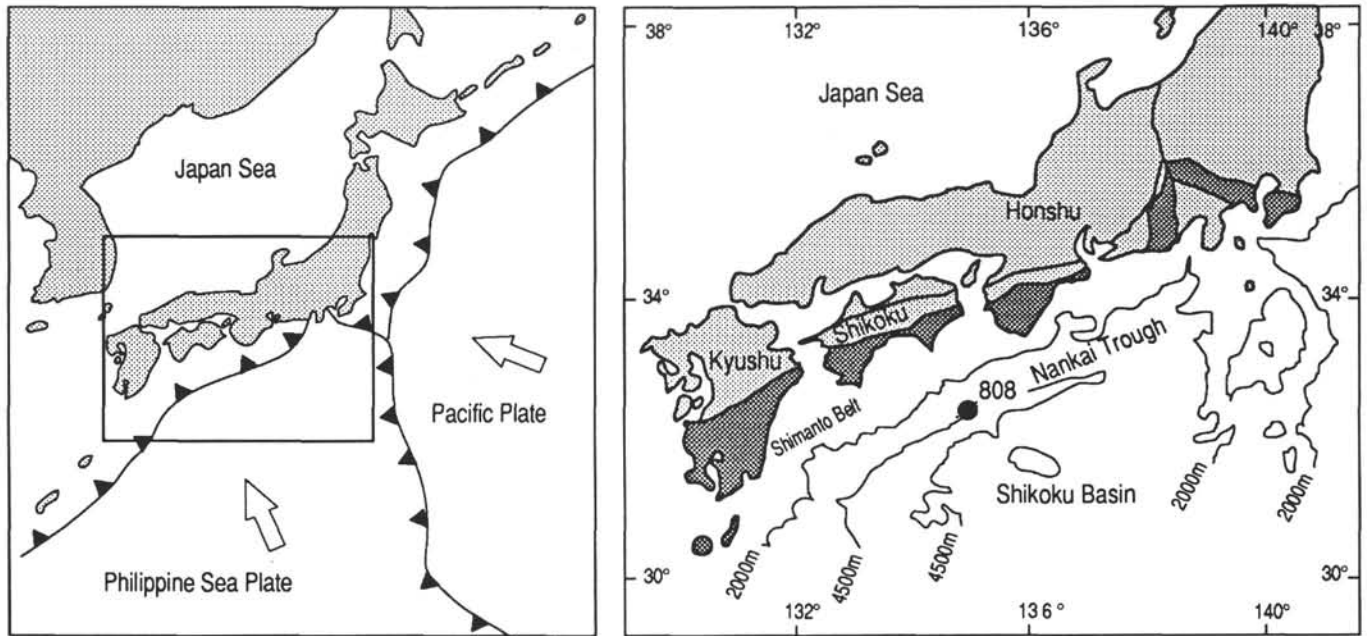 Japan Sea
Pacific Plate
Philippine Sea Plate
38°
132°
136°
140° 38°
Japan Sea
Honshu
34°
34°
Shikoku
Kyushu
Nankai Trough
808
Shimanto Belt
Shikoku Basin
2000m
4500m
4500m
2000m
2000m
30°
30°
132°
136°
140°